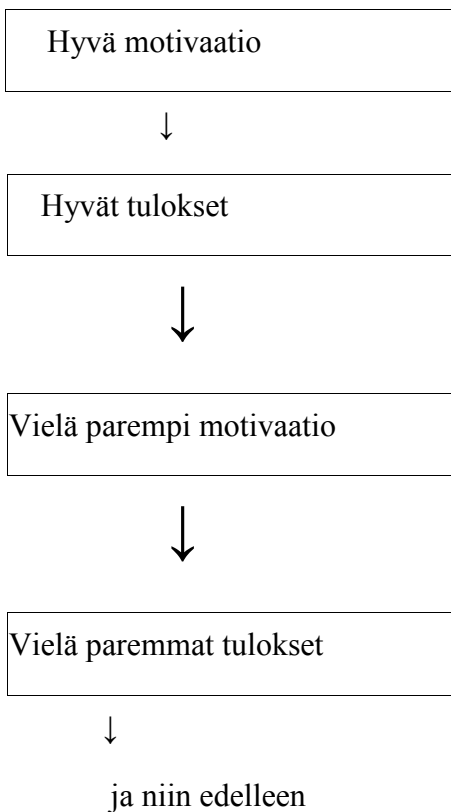 Hyvä motivaatio
↓
Hyvät tulokset
↓
Vielä parempi motivaatio
↓
Vielä paremmat tulokset
↓
ja niin edelleen